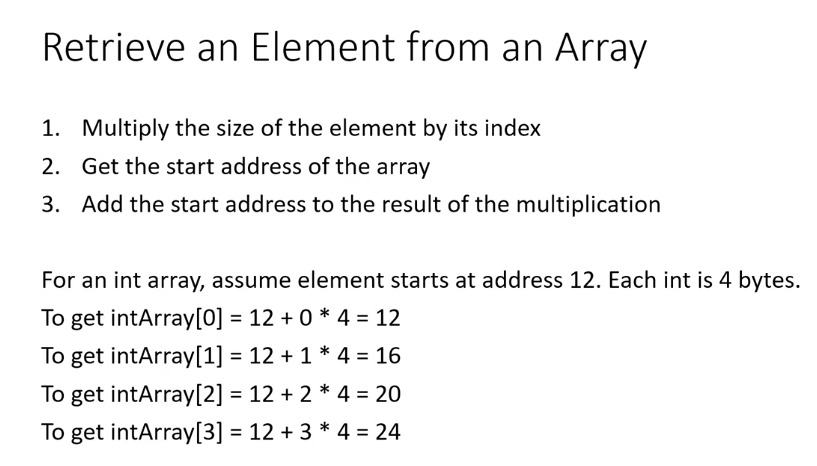 Retrieve an Element from an Array
1. Multiply the size of the element by its index
2. Get the start address of the array
3. Add the start address to the result of the multiplication
For an int array, assume element starts at address 12. Each int is 4 bytes.
To get intArray[0] = 12 + 0 * 4 = 12
To get intArray[1] = 12 + 1 * 4 = 16
To get intArray[2] = 12 + 2 * 4 = 20
To get intArray[3] = 12 + 3 * 4 = 24